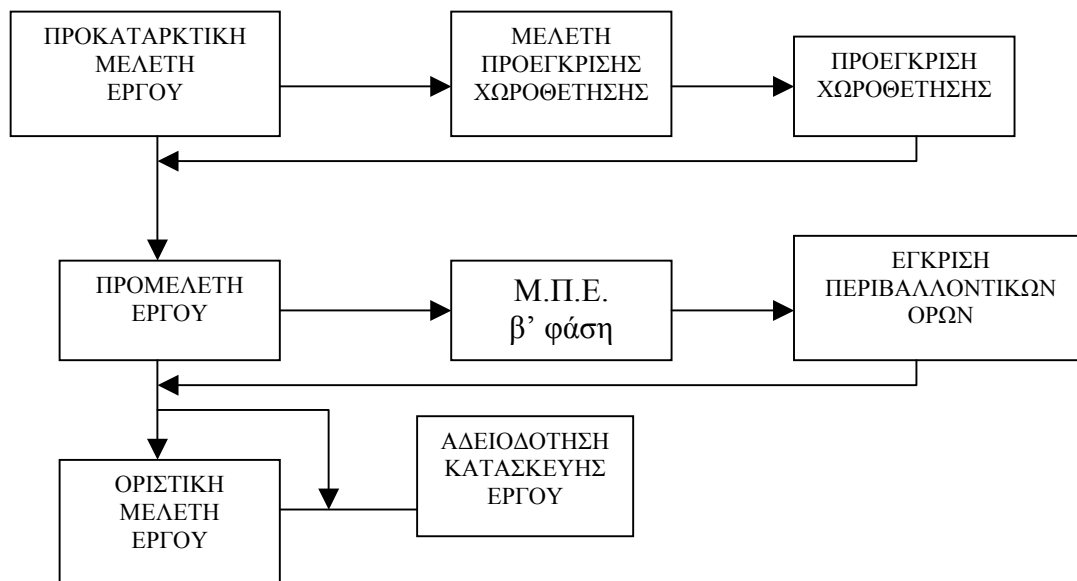 ΠΡΟΚΑΤΑΡΚΤΙΚΗ
ΜΕΛΕΤΗ
ΕΡΓΟΥ
ΜΕΛΕΤΗ
ΠΡΟΕΓΚΡΙΣΗΣ
ΧΩΡΟΘΕΤΗΣΗΣ
ΠΡΟΕΓΚΡΙΣΗ
ΧΩΡΟΘΕΤΗΣΗΣ
ΠΡΟΜΕΛΕΤΗ
ΕΡΓΟΥ
Μ.Π.Ε.
β’ φάση
ΕΓΚΡΙΣΗ
ΠΕΡΙΒΑΛΛΟΝΤΙΚΩΝ
ΟΡΩΝ
ΑΔΕΙΟΔΟΤΗΣΗ
ΚΑΤΑΣΚΕΥΗΣ
ΕΡΓΟΥ
ΟΡΙΣΤΙΚΗ
ΜΕΛΕΤΗ
ΕΡΓΟΥ